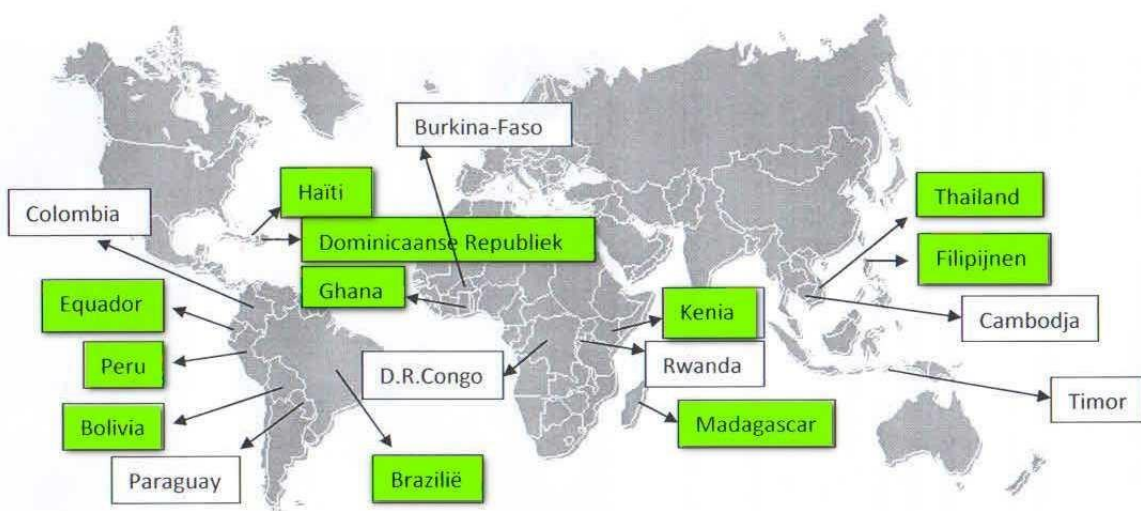 Burkina-Faso
Haïti
Thailand
Colombia
Dominicaanse Republiek
Filipijnen
Ghana
Equador
Kenia
Cambodja
Peru
D.R.Congo
Rwanda
Timor
Bolivia
Madagascar
Paraguay
Brazilië